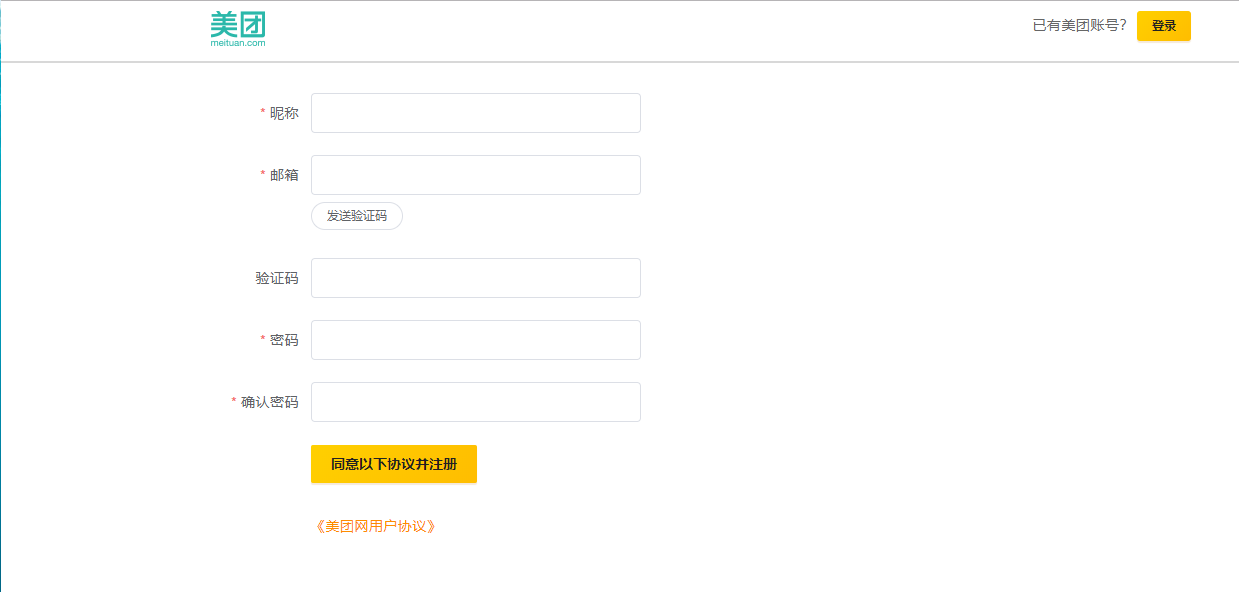 美团
meituan.com
已有美团账号？ 登录
* 昵称
* 邮箱
发送验证码
验证码
* 密码
* 确认密码
同意以下协议并注册
《美团网用户协议》